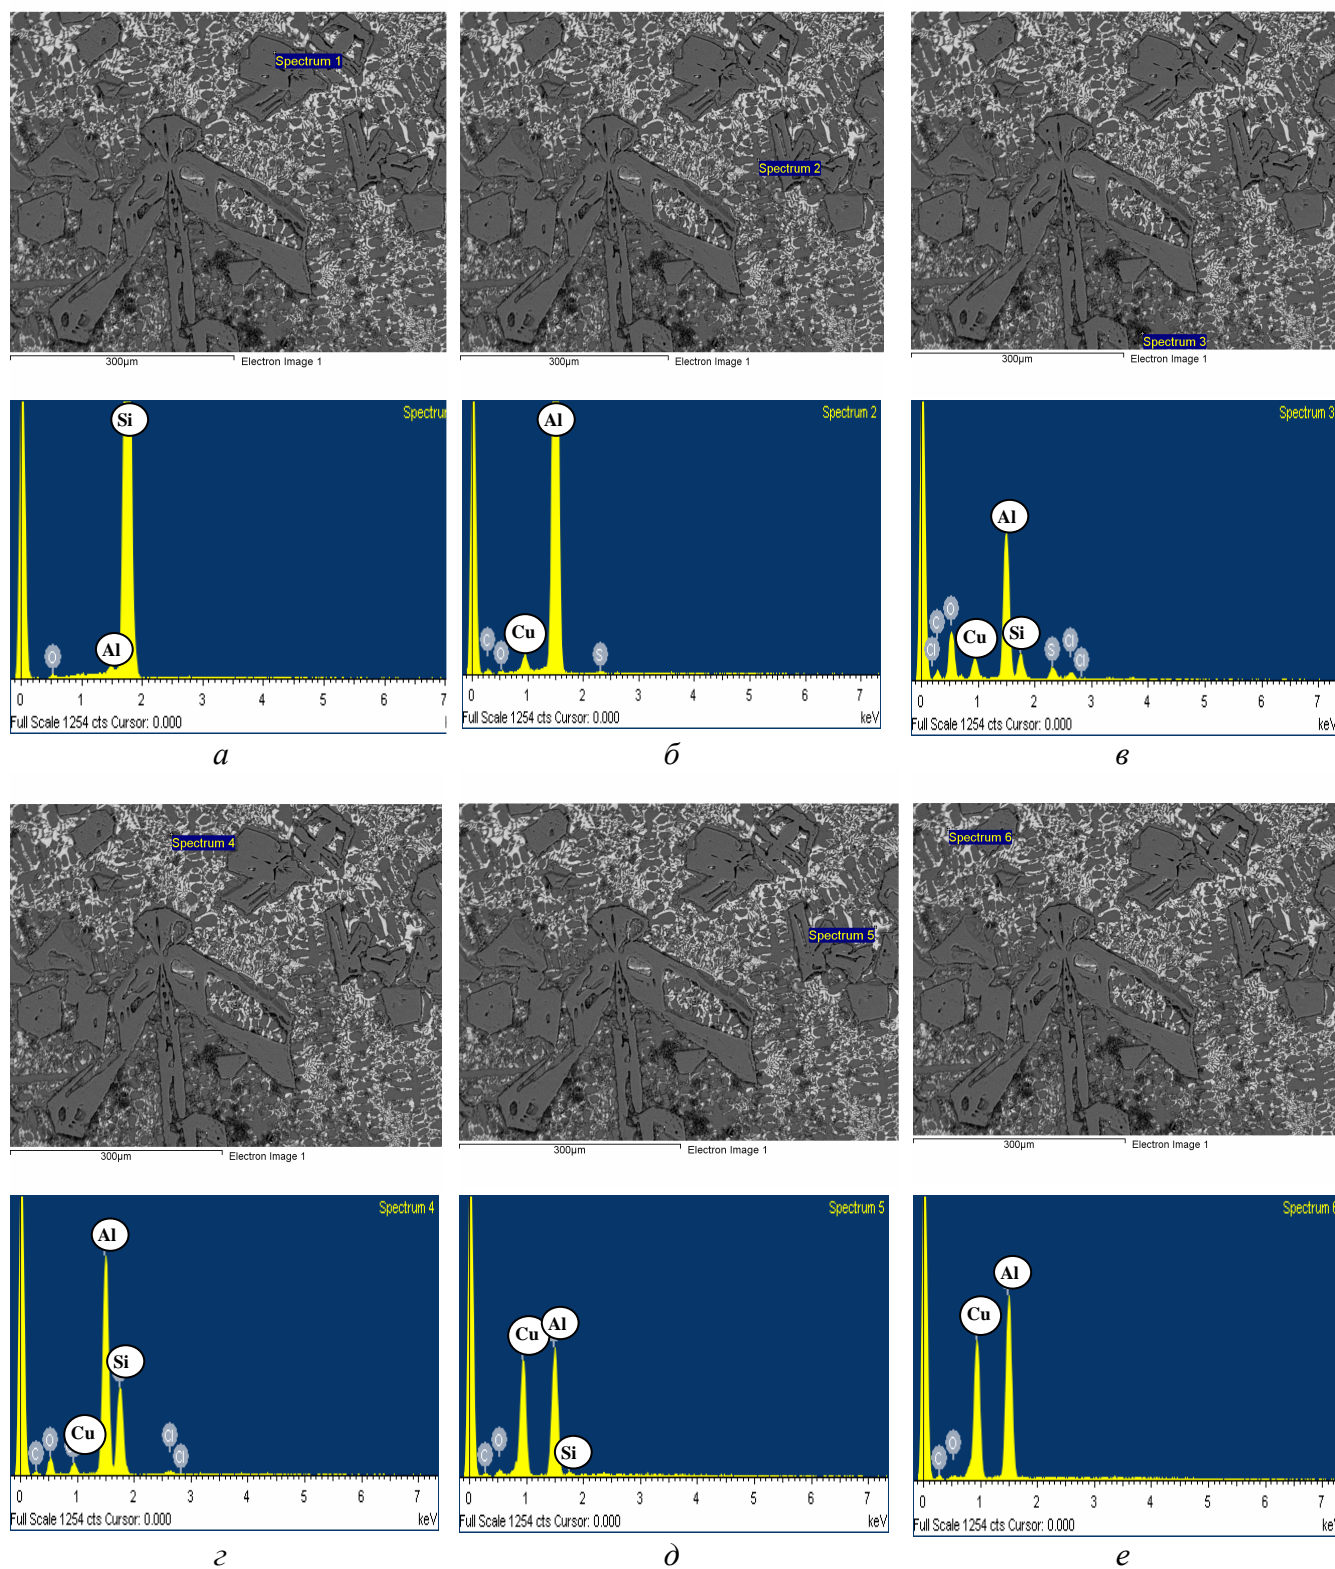 Spectrum 1
Spectrum 2
Spectrum 3
300µm Electron Image 1
300µm Electron Image 1
300µm Electron Image 1
Spectru
Si
Al
O
0 1 2 3 4 5 6 7
Full Scale 1254 cts Cursor: 0.000
Spectrum 2
Al
Cu
C
O
S
0 1 2 3 4 5 6 7
Full Scale 1254 cts Cursor: 0.000 keV
Spectrum 3
Al
O
C
Cl
Cu
Si
S
Cl
Cl
0 1 2 3 4 5 6 7
Full Scale 1254 cts Cursor: 0.000 keV
а б в
Spectrum 4
Spectrum 5
Spectrum 6
300µm Electron Image 1
300µm Electron Image 1
300µm Electron Image 1
Spectrum 4
Al
Si
Cu
C
O
Cl
Cl
0 1 2 3 4 5 6 7
Full Scale 1254 cts Cursor: 0.000 keV
Spectrum 5
Cu
Al
Si
C
O
0 1 2 3 4 5 6 7
Full Scale 1254 cts Cursor: 0.000 keV
Spectrum 6
Al
Cu
C
O
0 1 2 3 4 5 6 7
Full Scale 1254 cts Cursor: 0.000 ke
г д е